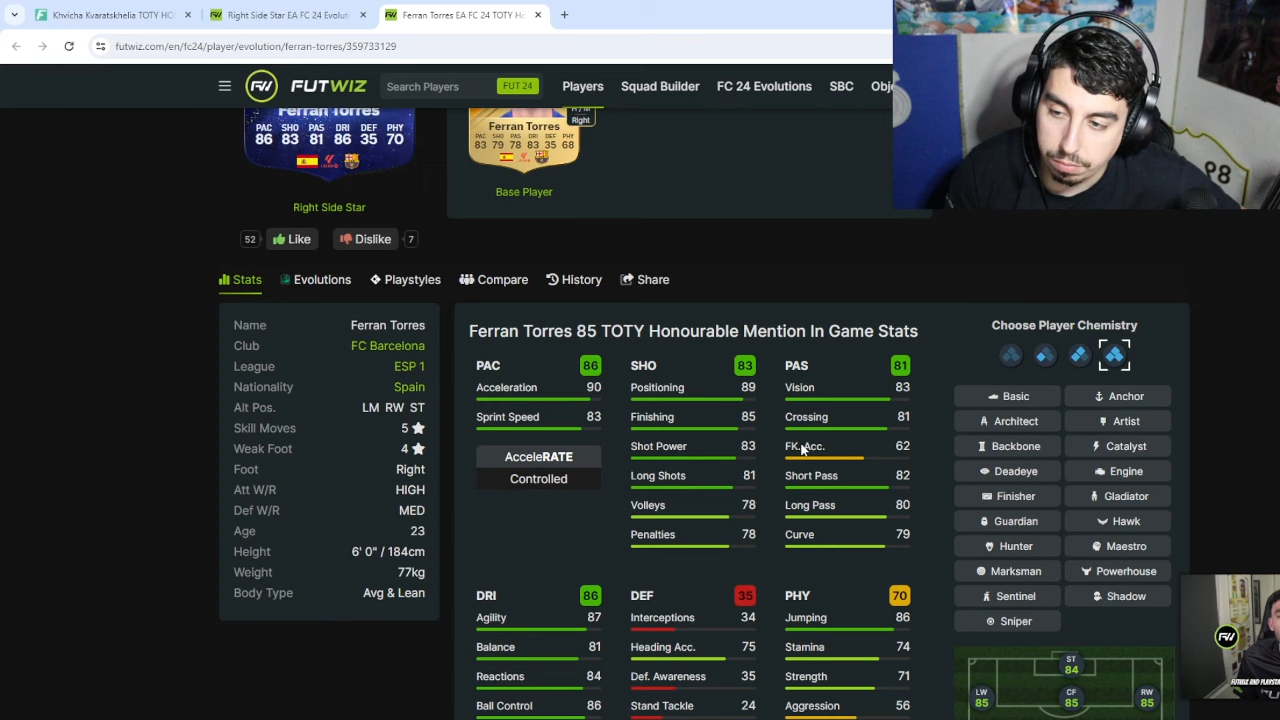 Khvicha Kvaratskhelia TOTY HO
Right Side Star EA FC 24 Evolut
Ferran Torres EA FC 24 TOTY Ho
futwiz.com/en/fc24/player-evolutions/ferran-torres/359733129
FW FUTWIZ
Search Players FUT 24
Players Squad Builder FC 24 Evolutions SBC Obje
Ferran Torres
PAC SHO PAS DRI DEF PHY
86 83 81 86 35 70
Right
Ferran Torres
PAC SHO PAS DRI DEF PHY
83 79 78 83 35 68
Base Player
Right Side Star
98
52 Like Dislike 7
Stats Evolutions Playstyles Compare History Share
Name Ferran Torres
Club FC Barcelona
League ESP 1
Nationality Spain
Alt Pos. LM RW ST
Skill Moves 5
Weak Foot 4
Foot Right
Att W/R HIGH
Def W/R MED
Age 23
Height 6' 0" / 184cm
Weight 77kg
Body Type Avg & Lean
Ferran Torres 85 TOTY Honourable Mention In Game Stats
PAC 86
Acceleration 90
Sprint Speed 83
AcceleRATE
Controlled
SHO 83
Positioning 89
Finishing 85
Shot Power 83
Long Shots 81
Volleys 78
Penalties 78
PAS 81
Vision 83
Crossing 81
FK. Acc. 62
Short Pass 82
Long Pass 80
Curve 79
DRI 86
Agility 87
Balance 81
Reactions 84
Ball Control 86
DEF 35
Interceptions 34
Heading Acc. 75
Def. Awareness 35
Stand Tackle 24
PHY 70
Jumping 86
Stamina 74
Strength 71
Aggression 56
Choose Player Chemistry
Basic Anchor
Architect Artist
Backbone Catalyst
Deadeye Engine
Finisher Gladiator
Guardian Hawk
Hunter Maestro
Marksman Powerhouse
Sentinel Shadow
Sniper
ST
84
LW CF RW
85 85 85
FW
FUTWIZ AND PLAYSTA